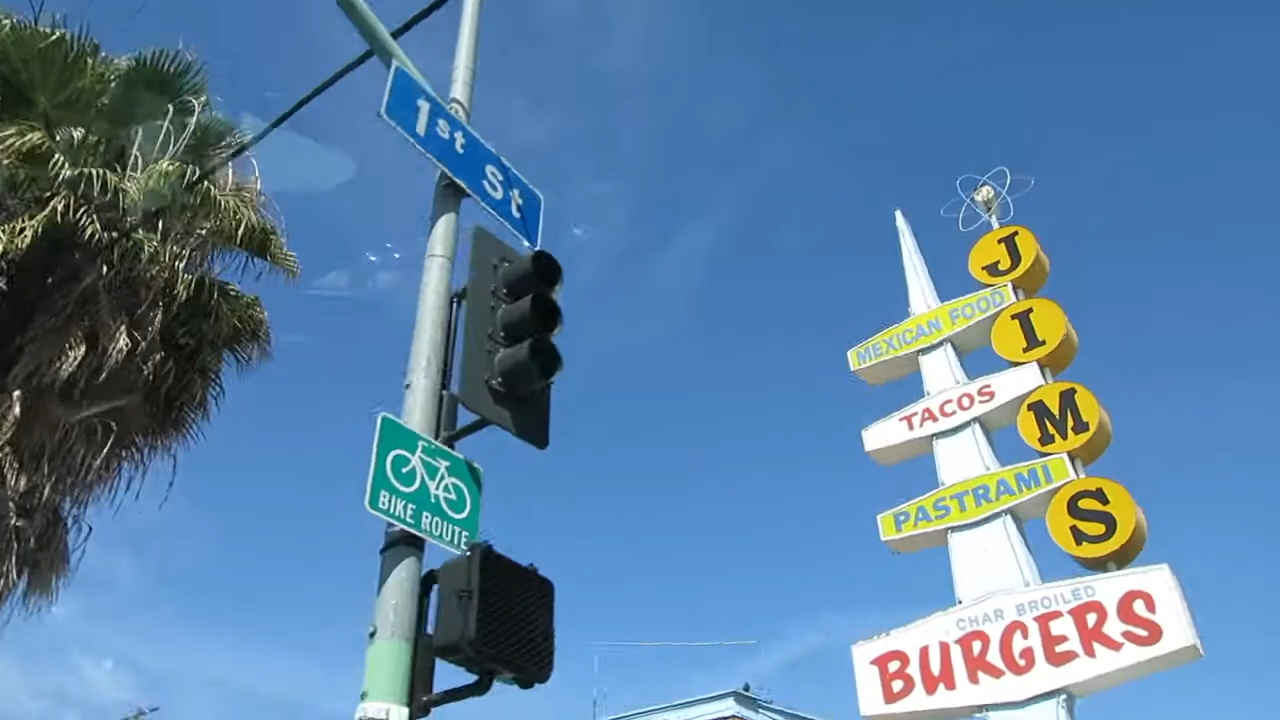 1st St
BIKE ROUTE
J
I
M
S
MEXICAN FOOD
TACOS
PASTRAMI
CHAR BROILED
BURGERS